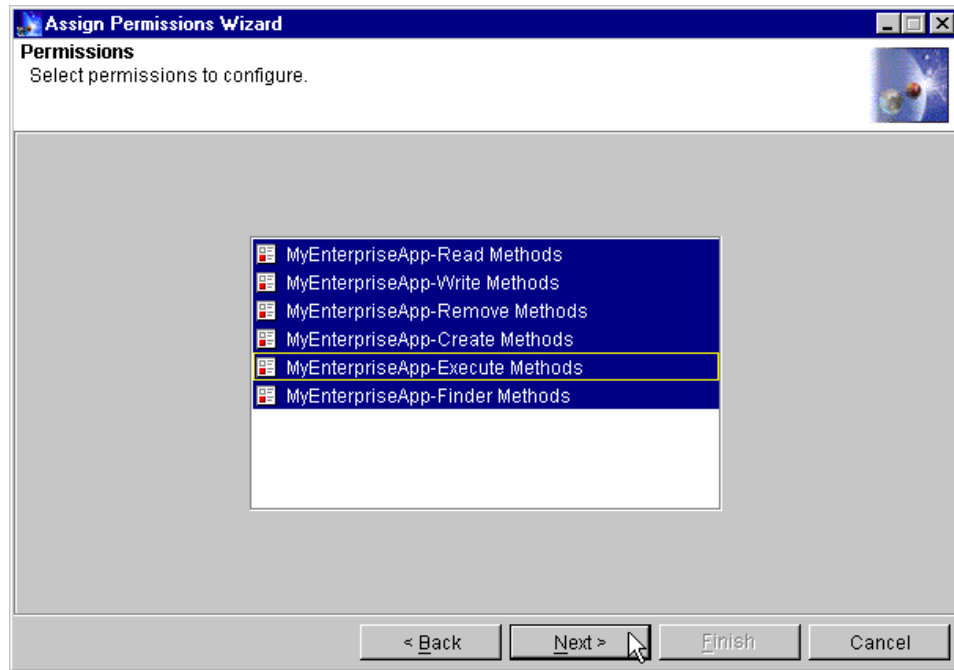 Assign Permissions Wizard
Permissions
Select permissions to configure.
MyEnterpriseApp-Read Methods
MyEnterpriseApp-Write Methods
MyEnterpriseApp-Remove Methods
MyEnterpriseApp-Create Methods
MyEnterpriseApp-Execute Methods
MyEnterpriseApp-Finder Methods
< Back Next > Finish Cancel